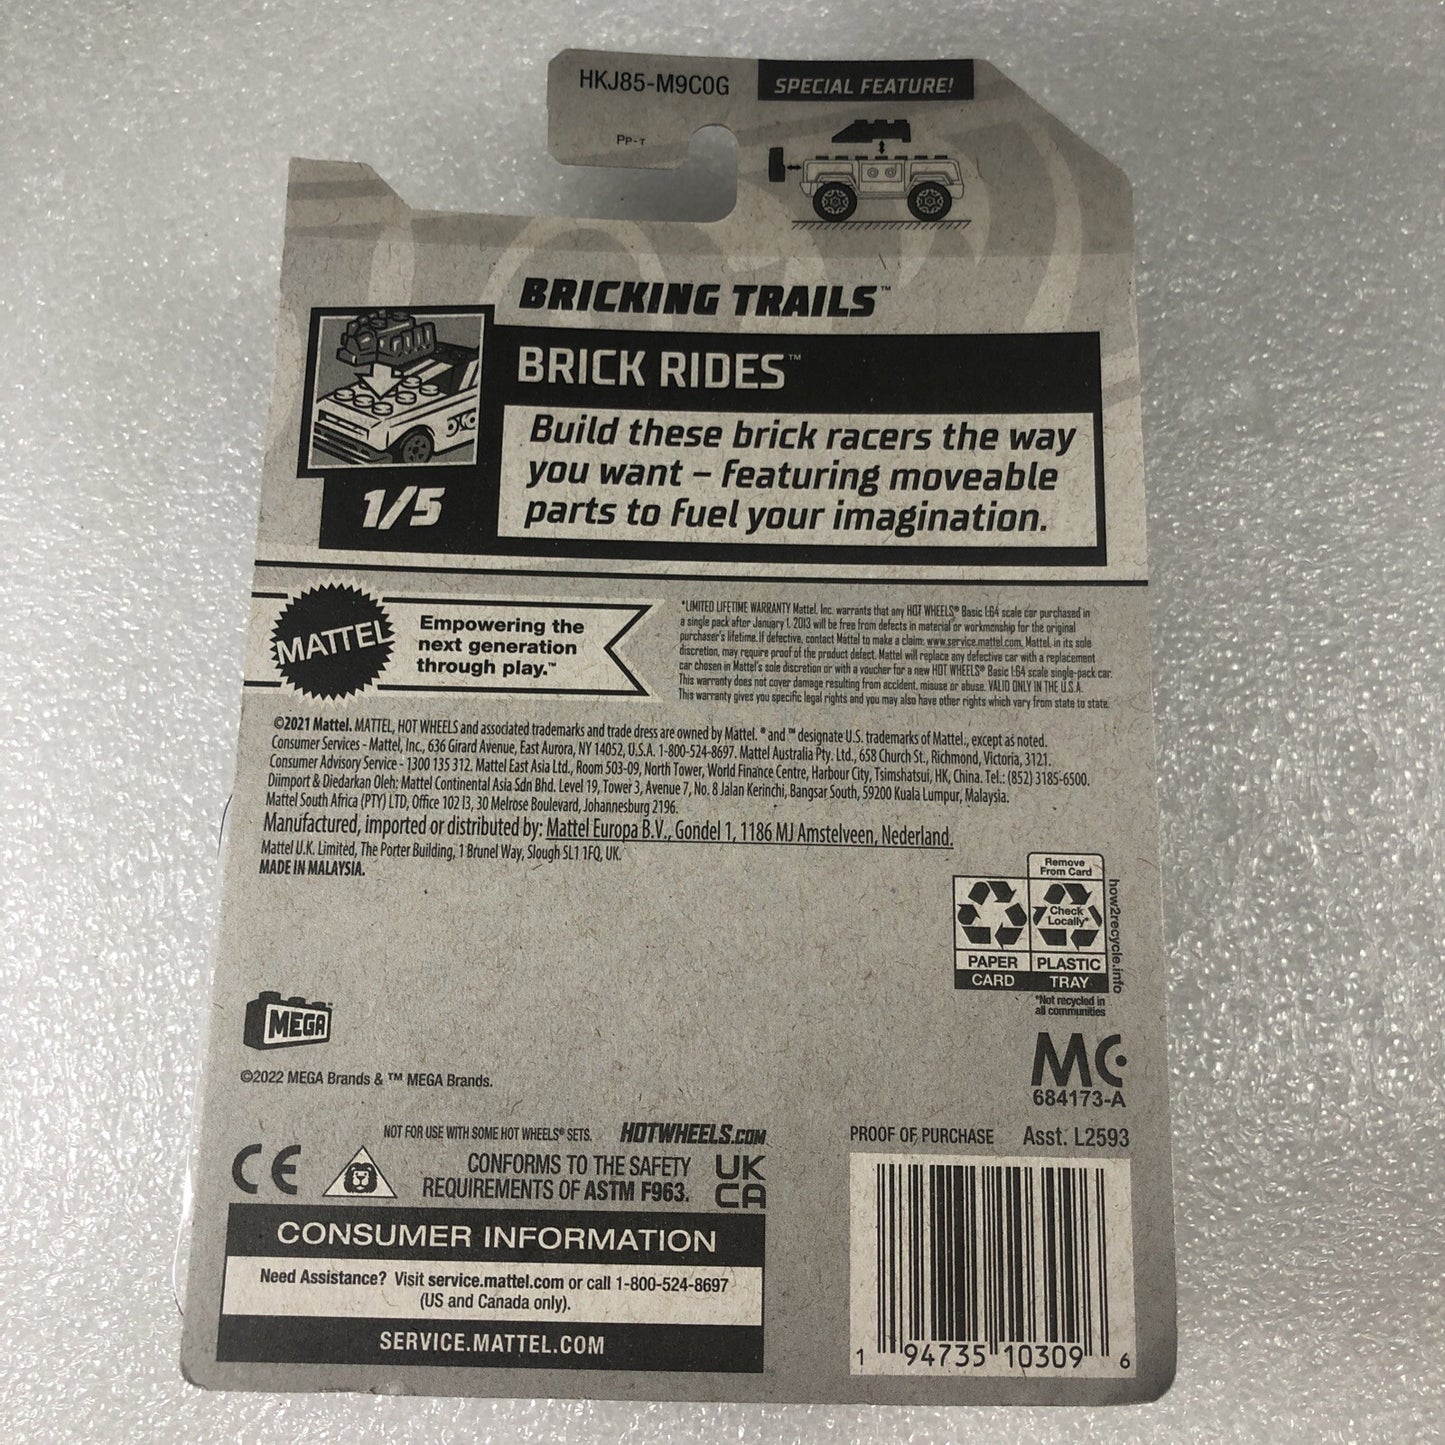 HKJ85-M9C0G
SPECIAL FEATURE!
PP-T
BRICKING TRAILS™
BRICK RIDES™
Build these brick racers the way
you want – featuring moveable
parts to fuel your imagination.
1/5
MATTEL
Empowering the
next generation
through play.™
*LIMITED LIFETIME WARRANTY Mattel, Inc. warrants that any HOT WHEELS® Basic 1:64 scale car purchased in
a single pack after January 1, 2013 will be free from defects in material or workmanship for the original
purchaser's lifetime. If defective, contact Mattel to make a claim: www.service.mattel.com. Mattel, in its sole
discretion, may require proof of the product defect. Mattel will replace any defective car with a replacement
car chosen in Mattel's sole discretion or with a voucher for a new HOT WHEELS® Basic 1:64 scale single-pack car.
This warranty does not cover damage resulting from accident, misuse or abuse. VALID ONLY IN THE U.S.A.
This warranty gives you specific legal rights and you may also have other rights which vary from state to state.
©2021 Mattel. MATTEL, HOT WHEELS and associated trademarks and trade dress are owned by Mattel. ® and ™ designate U.S. trademarks of Mattel., except as noted.
Consumer Services - Mattel, Inc., 636 Girard Avenue, East Aurora, NY 14052, U.S.A. 1-800-524-8697. Mattel Australia Pty. Ltd., 658 Church St., Richmond, Victoria, 3121.
Consumer Advisory Service - 1300 135 312. Mattel East Asia Ltd., Room 503-09, North Tower, World Finance Centre, Harbour City, Tsimshatsui, HK, China. Tel.: (852) 3185-6500.
Diimport & Diedarkan Oleh: Mattel Continental Asia Sdn Bhd. Level 19, Tower 3, Avenue 7, No. 8 Jalan Kerinchi, Bangsar South, 59200 Kuala Lumpur, Malaysia.
Mattel South Africa (PTY) LTD, Office 102 I3, 30 Melrose Boulevard, Johannesburg 2196.
Manufactured, imported or distributed by: Mattel Europa B.V., Gondel 1, 1186 MJ Amstelveen, Nederland.
Mattel U.K. Limited, The Porter Building, 1 Brunel Way, Slough SL1 1FQ, UK.
MADE IN MALAYSIA.
Remove
From Card
Check
Locally*
PAPER
PLASTIC
CARD
TRAY
how2recycle.info
*Not recycled in
all communities
MEGA™
©2022 MEGA Brands & ™ MEGA Brands.
MC
684173-A
NOT FOR USE WITH SOME HOT WHEELS® SETS.
HOTWHEELS.COM
PROOF OF PURCHASE
Asst. L2593
CE
CONFORMS TO THE SAFETY
REQUIREMENTS OF ASTM F963.
UK
CA
CONSUMER INFORMATION
Need Assistance? Visit service.mattel.com or call 1-800-524-8697
(US and Canada only).
SERVICE.MATTEL.COM
1 94735 10309 6